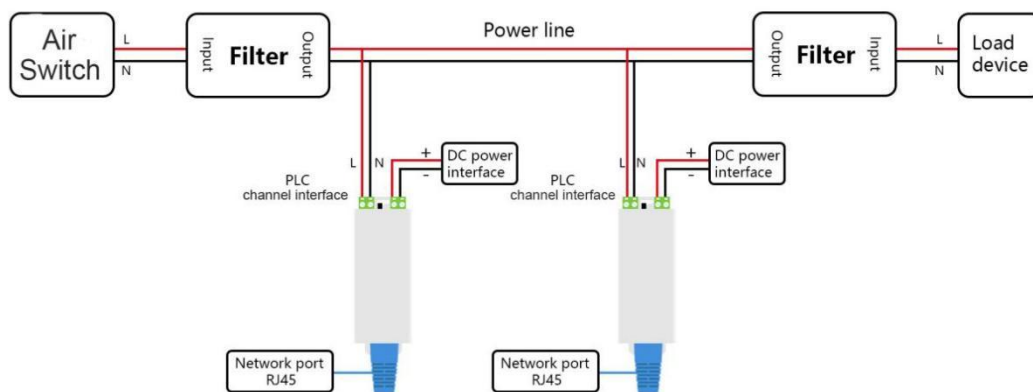 Air
Switch
L
N
Input
Filter
Output
Power line
Output
Filter
Input
L
N
Load
device
L
N
+
-
DC power
interface
PLC
channel interface
L
N
+
-
DC power
interface
PLC
channel interface
Network port
RJ45
Network port
RJ45